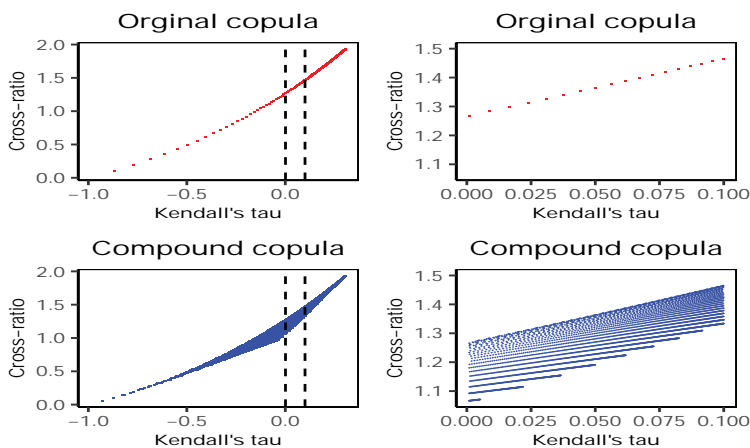 Orginal copula
Cross-ratio
2.0
1.5
1.0
0.5
0.0
−1.0 −0.5 0.0
Kendall's tau
Orginal copula
Cross-ratio
1.5
1.4
1.3
1.2
1.1
0.000 0.025 0.050 0.075 0.100
Kendall's tau
Compound copula
Cross-ratio
2.0
1.5
1.0
0.5
0.0
−1.0 −0.5 0.0
Kendall's tau
Compound copula
Cross-ratio
1.5
1.4
1.3
1.2
1.1
0.000 0.025 0.050 0.075 0.100
Kendall's tau